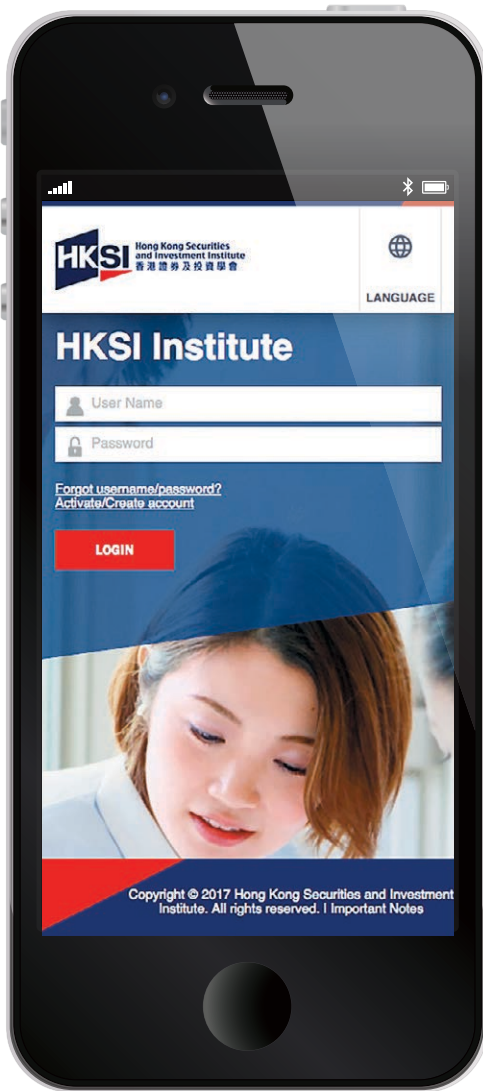 HKSI
Hong Kong Securities
and Investment Institute
香港證券及投資學會
LANGUAGE
HKSI Institute
User Name
Password
Forgot username/password?
Activate/Create account
LOGIN
Copyright © 2017 Hong Kong Securities and Investment
Institute. All rights reserved. | Important Notes